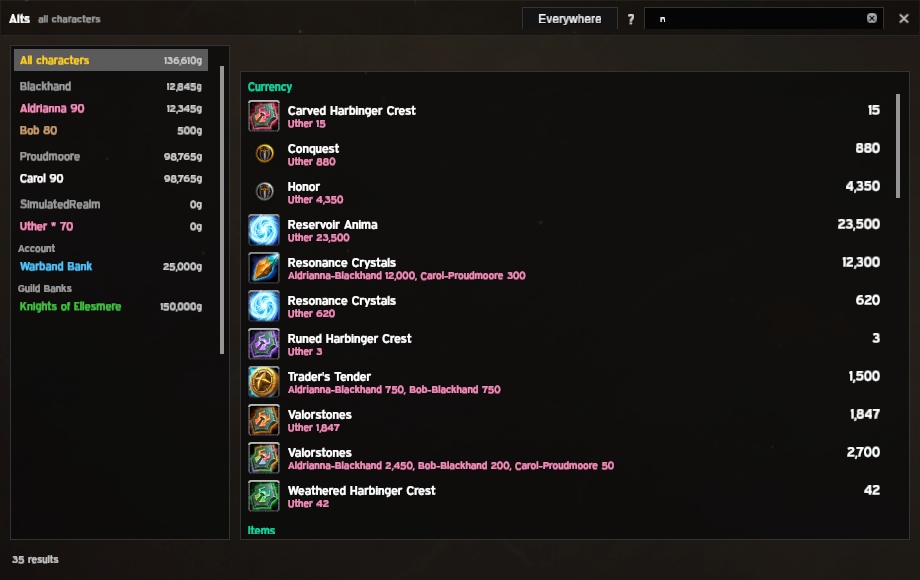 Alts all characters Everywhere ? n
All characters 136,610g
Blackhand 12,845g
Aldrianna 90 12,345g
Bob 80 500g
Proudmoore 98,765g
Carol 90 98,765g
SimulatedRealm 0g
Uther * 70 0g
Account
Warband Bank 25,000g
Guild Banks
Knights of Ellesmere 150,000g
Currency
Carved Harbinger Crest 15
Uther 15
Conquest 880
Uther 880
Honor 4,350
Uther 4,350
Reservoir Anima 23,500
Uther 23,500
Resonance Crystals 12,300
Aldrianna-Blackhand 12,000, Carol-Proudmoore 300
Resonance Crystals 620
Uther 620
Runed Harbinger Crest 3
Uther 3
Trader's Tender 1,500
Aldrianna-Blackhand 750, Bob-Blackhand 750
Valorstones 1,847
Uther 1,847
Valorstones 2,700
Aldrianna-Blackhand 2,450, Bob-Blackhand 200, Carol-Proudmoore 50
Weathered Harbinger Crest 42
Uther 42
Items
35 results